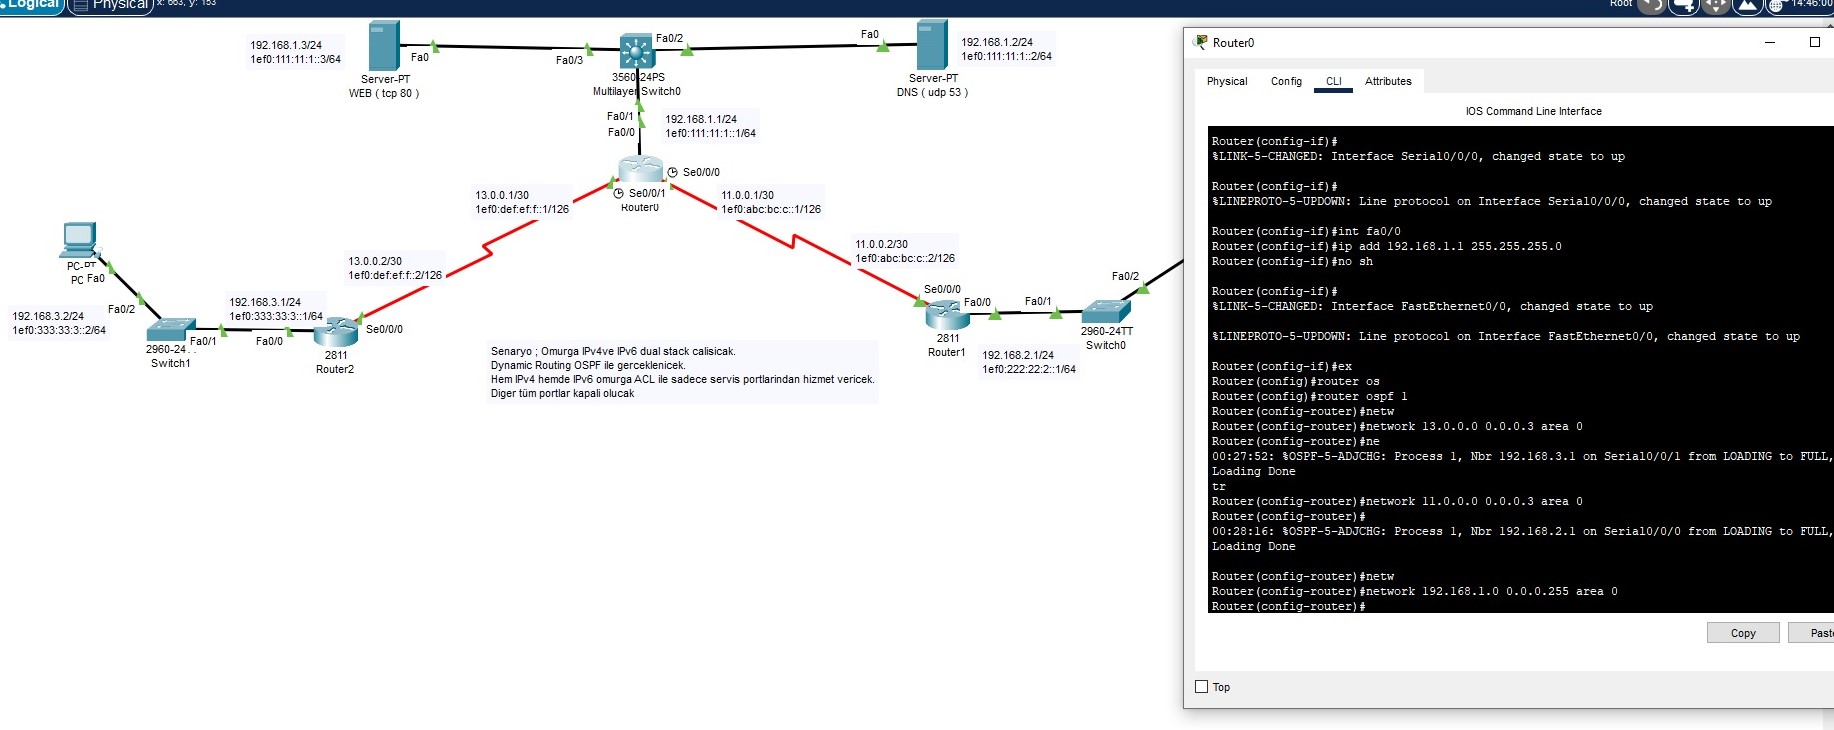 Logical
Physical
x: 663, y: 153
Root
14:46:00
192.168.1.3/24
1ef0:111:11:1::3/64
Fa0
Server-PT
WEB ( tcp 80 )
Fa0/3
Fa0/2
3560-24PS
Multilayer Switch0
Fa0
Server-PT
DNS ( udp 53 )
192.168.1.2/24
1ef0:111:11:1::2/64
Fa0/1
Fa0/0
192.168.1.1/24
1ef0:111:11:1::1/64
Se0/0/0
Se0/0/1
Router0
13.0.0.1/30
1ef0:def:ef:f::1/126
11.0.0.1/30
1ef0:abc:bc:c::1/126
PC-PT
PC
Fa0
13.0.0.2/30
1ef0:def:ef:f::2/126
11.0.0.2/30
1ef0:abc:bc:c::2/126
192.168.3.2/24
1ef0:333:33:3::2/64
Fa0/2
192.168.3.1/24
1ef0:333:33:3::1/64
2960-24
Switch1
Fa0/1
Fa0/0
2811
Router2
Se0/0/0
Se0/0/0
Fa0/0
Fa0/1
Fa0/2
2811
Router1
2960-24TT
Switch0
192.168.2.1/24
1ef0:222:22:2::1/64
Senaryo ; Omurga IPv4ve IPv6 dual stack calisicak.
Dynamic Routing OSPF ile gerceklenicek.
Hem IPv4 hemde IPv6 omurga ACL ile sadece servis portlarindan hizmet vericek.
Diger tüm portlar kapali olucak
Router0
Physical Config CLI Attributes
IOS Command Line Interface
Router(config-if)#
%LINK-5-CHANGED: Interface Serial0/0/0, changed state to up
Router(config-if)#
%LINEPROTO-5-UPDOWN: Line protocol on Interface Serial0/0/0, changed state to up
Router(config-if)#int fa0/0
Router(config-if)#ip add 192.168.1.1 255.255.255.0
Router(config-if)#no sh
Router(config-if)#
%LINK-5-CHANGED: Interface FastEthernet0/0, changed state to up
%LINEPROTO-5-UPDOWN: Line protocol on Interface FastEthernet0/0, changed state to up
Router(config-if)#ex
Router(config)#router os
Router(config)#router ospf 1
Router(config-router)#netw
Router(config-router)#network 13.0.0.0 0.0.0.3 area 0
Router(config-router)#ne
00:27:52: %OSPF-5-ADJCHG: Process 1, Nbr 192.168.3.1 on Serial0/0/1 from LOADING to FULL,
Loading Done
tr
Router(config-router)#network 11.0.0.0 0.0.0.3 area 0
Router(config-router)#
00:28:16: %OSPF-5-ADJCHG: Process 1, Nbr 192.168.2.1 on Serial0/0/0 from LOADING to FULL,
Loading Done
Router(config-router)#netw
Router(config-router)#network 192.168.1.0 0.0.0.255 area 0
Router(config-router)#
Copy
Paste
Top